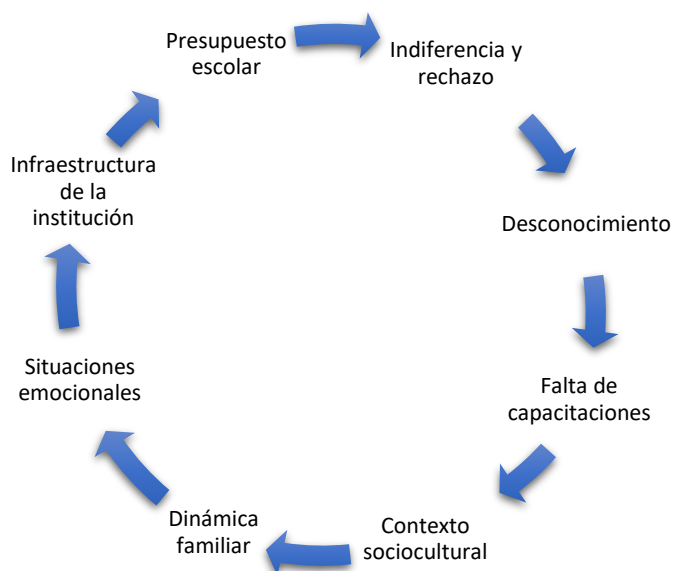 Presupuesto
escolar
Indiferencia y
rechazo
Desconocimiento
Falta de
capacitaciones
Contexto
sociocultural
Dinámica
familiar
Situaciones
emocionales
Infraestructura
de la
institución